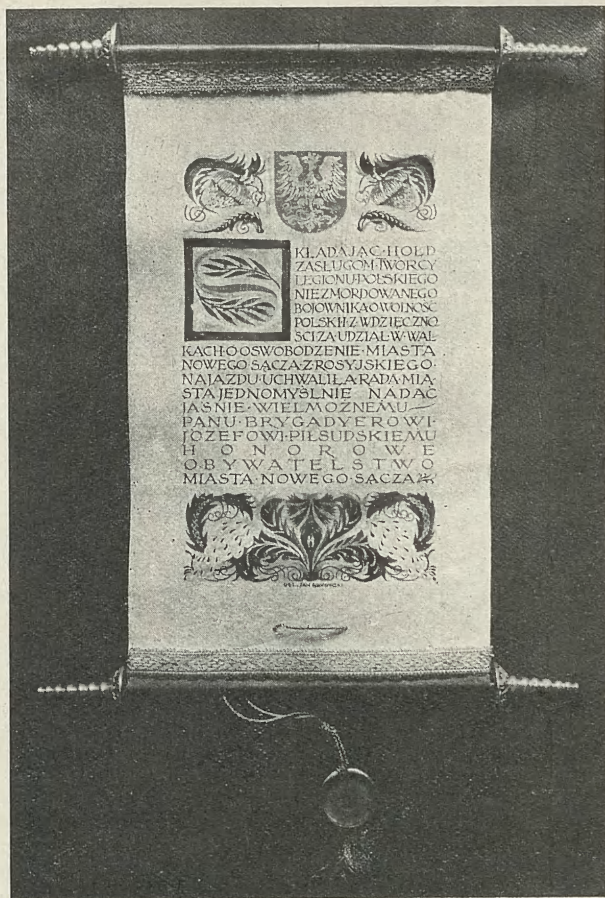 SKŁADAJĄC·HOŁD
ZASŁUGOM·TWÓRCY
LEGIONU·POLSKIEGO
NIEZMORDOWANEGO
BOJOWNIKA·O·WOLNOŚĆ
POLSKI·I·Z·WDZIĘCZNO
ŚCI·ZA·UDZIAŁ·W·WAL-
KACH·O·OSWOBODZENIE·MIASTA
NOWEGO·SĄCZA·Z·ROSYJSKIEGO·
NAJAZDU·UCHWALIŁA·RADA·MIA-
STA JEDNOMYŚLNIE NADAĆ
JAŚNIE·WIELMOŻNEMU
PANU·BRYGADYEROWI·
JÓZEFOWI·PIŁSUDSKIEMU
HONOROWE
OBYWATELSTWO
MIASTA·NOWEGO·SĄCZA